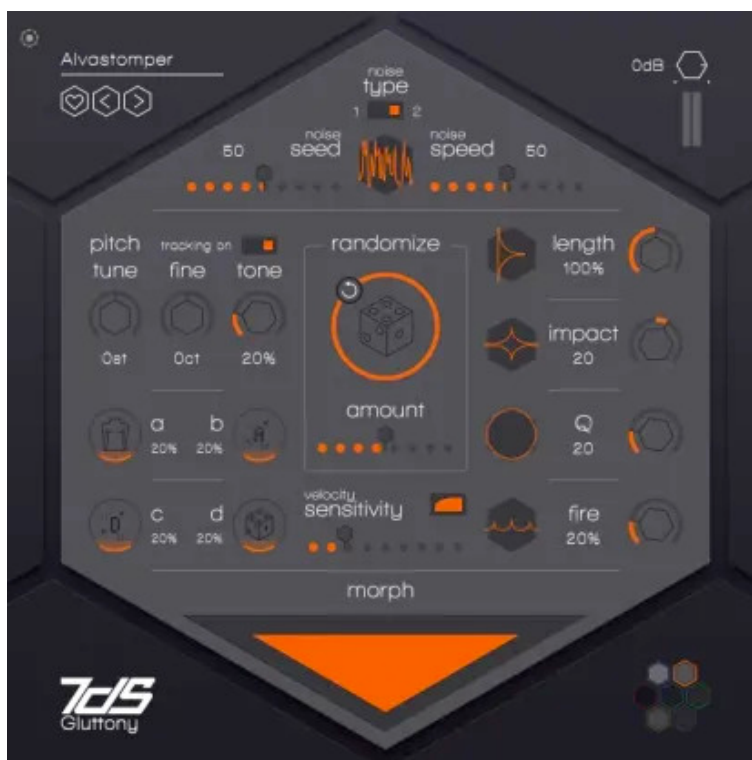 Alvastomper
0dB
noise
type
1 2
noise
seed
50
noise
speed
50
pitch
tracking on
tune fine tone
0st 0ct 20%
randomize
amount
length
100%
impact
20
Q
20
fire
20%
a b
20% 20%
c d
20% 20%
A
D
velocity
sensitivity
morph
7dS
Gluttony